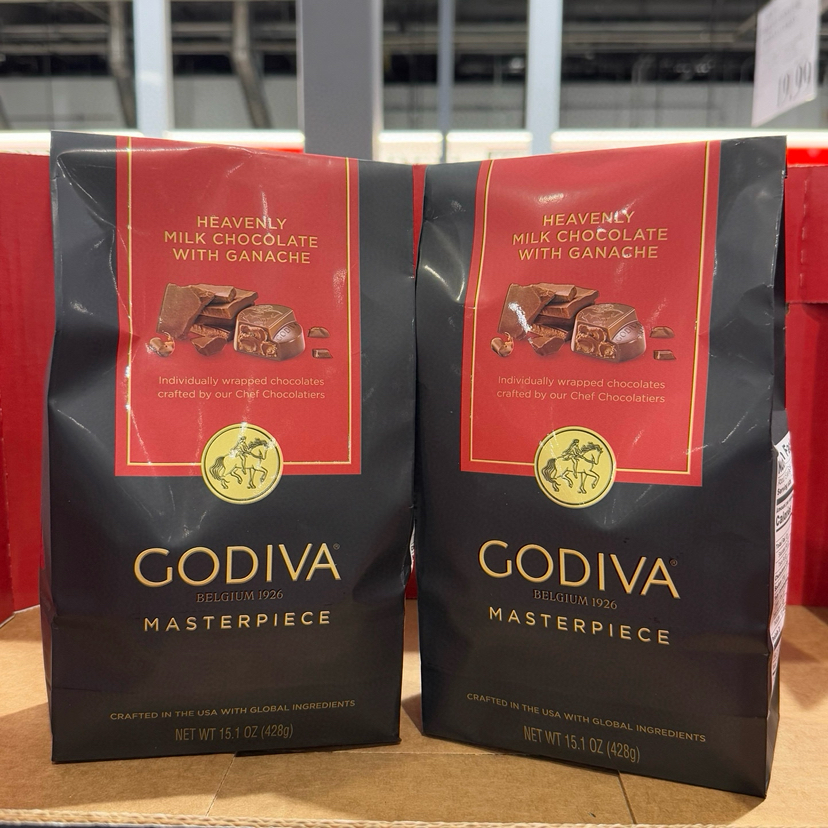 19.99
HEAVENLY
MILK CHOCOLATE
WITH GANACHE
Individually wrapped chocolates
crafted by our Chef Chocolatiers
GODIVA®
BELGIUM 1926
MASTERPIECE
CRAFTED IN THE USA WITH GLOBAL INGREDIENTS
NET WT 15.1 OZ (428g)
HEAVENLY
MILK CHOCOLATE
WITH GANACHE
Individually wrapped chocolates
crafted by our Chef Chocolatiers
GODIVA®
BELGIUM 1926
MASTERPIECE
CRAFTED IN THE USA WITH GLOBAL INGREDIENTS
NET WT 15.1 OZ (428g)